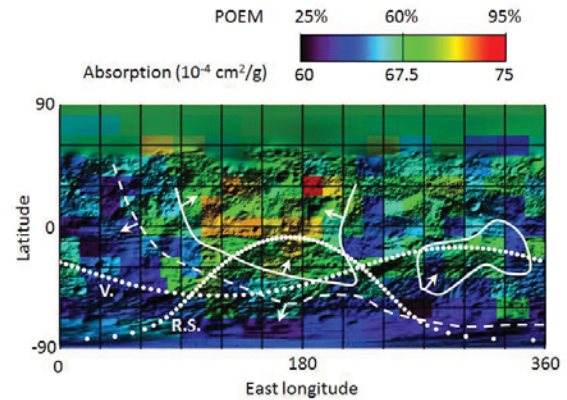 POEM 25% 60% 95%
Absorption (10⁻⁴ cm²/g) 60 67.5 75
90
Latitude
0
V.
R.S.
-90
0 180 360
East longitude